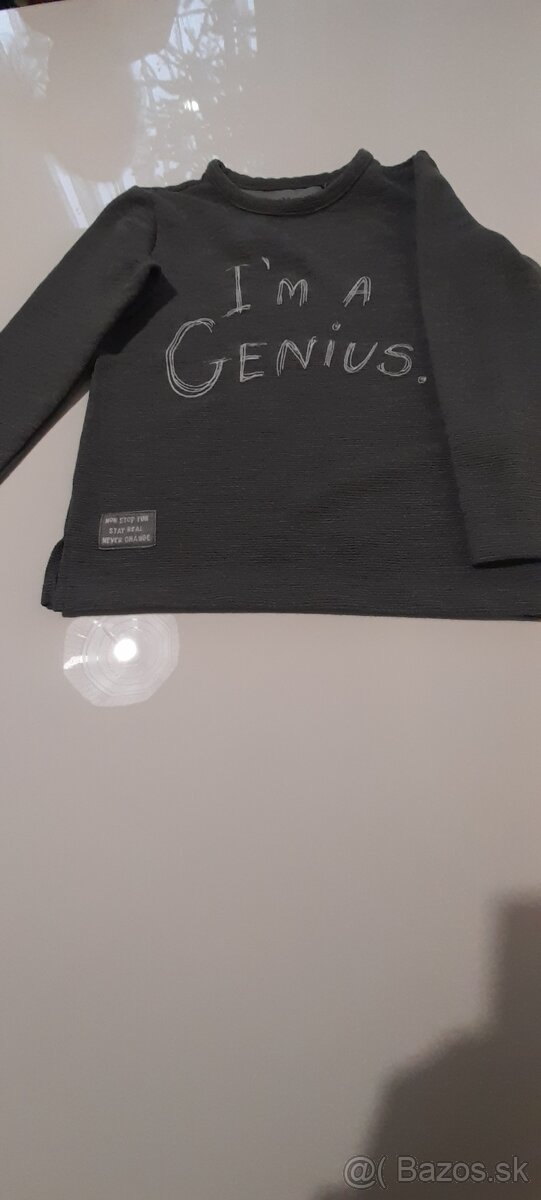 I'M A
GENIUS.
NON STOP FUN
STAY REAL
NEVER CHANGE
@( Bazos.sk